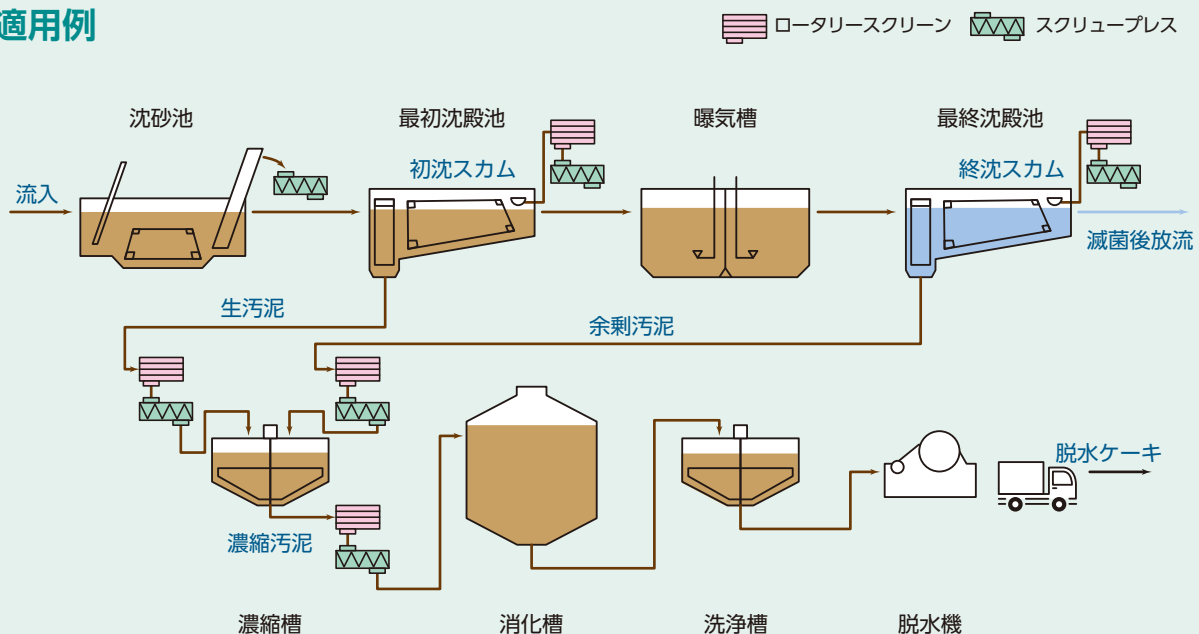 適用例
ロータリースクリーン
スクリュープレス
沈砂池
最初沈殿池
曝気槽
最終沈殿池
流入
初沈スカム
終沈スカム
滅菌後放流
生汚泥
余剰汚泥
脱水ケーキ
濃縮汚泥
濃縮槽
消化槽
洗浄槽
脱水機